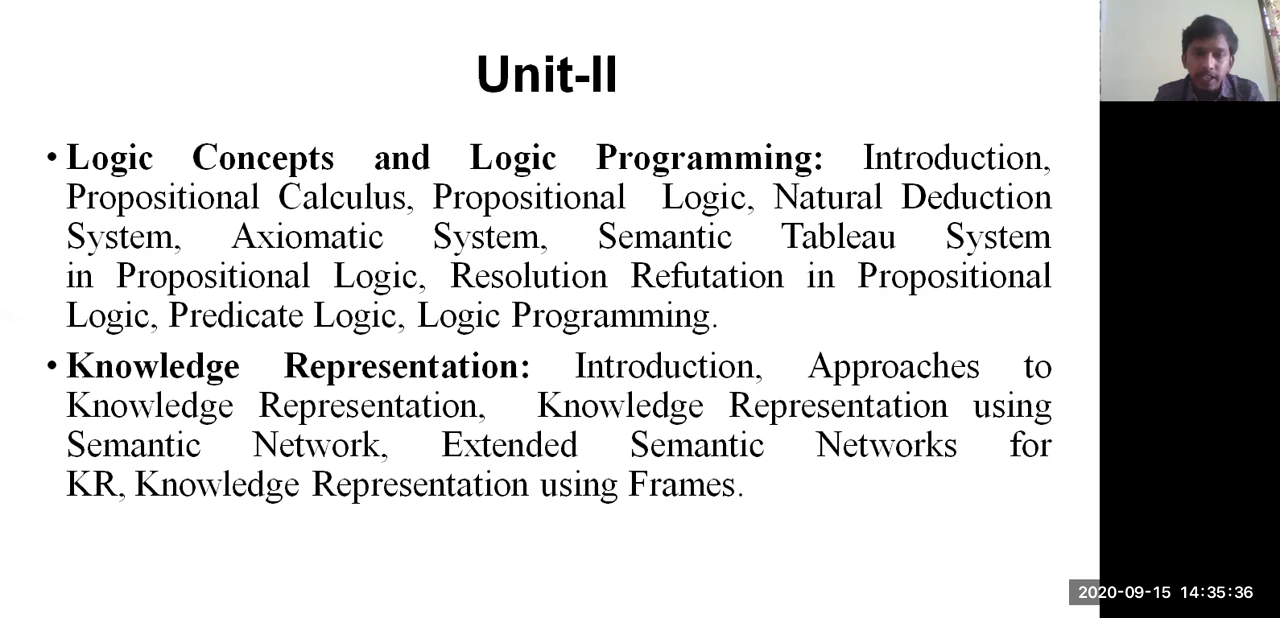 Unit-II
• Logic Concepts and Logic Programming: Introduction,
Propositional Calculus, Propositional Logic, Natural Deduction
System, Axiomatic System, Semantic Tableau System
in Propositional Logic, Resolution Refutation in Propositional
Logic, Predicate Logic, Logic Programming.
• Knowledge Representation: Introduction, Approaches to
Knowledge Representation, Knowledge Representation using
Semantic Network, Extended Semantic Networks for
KR, Knowledge Representation using Frames.
2020-09-15 14:35:36